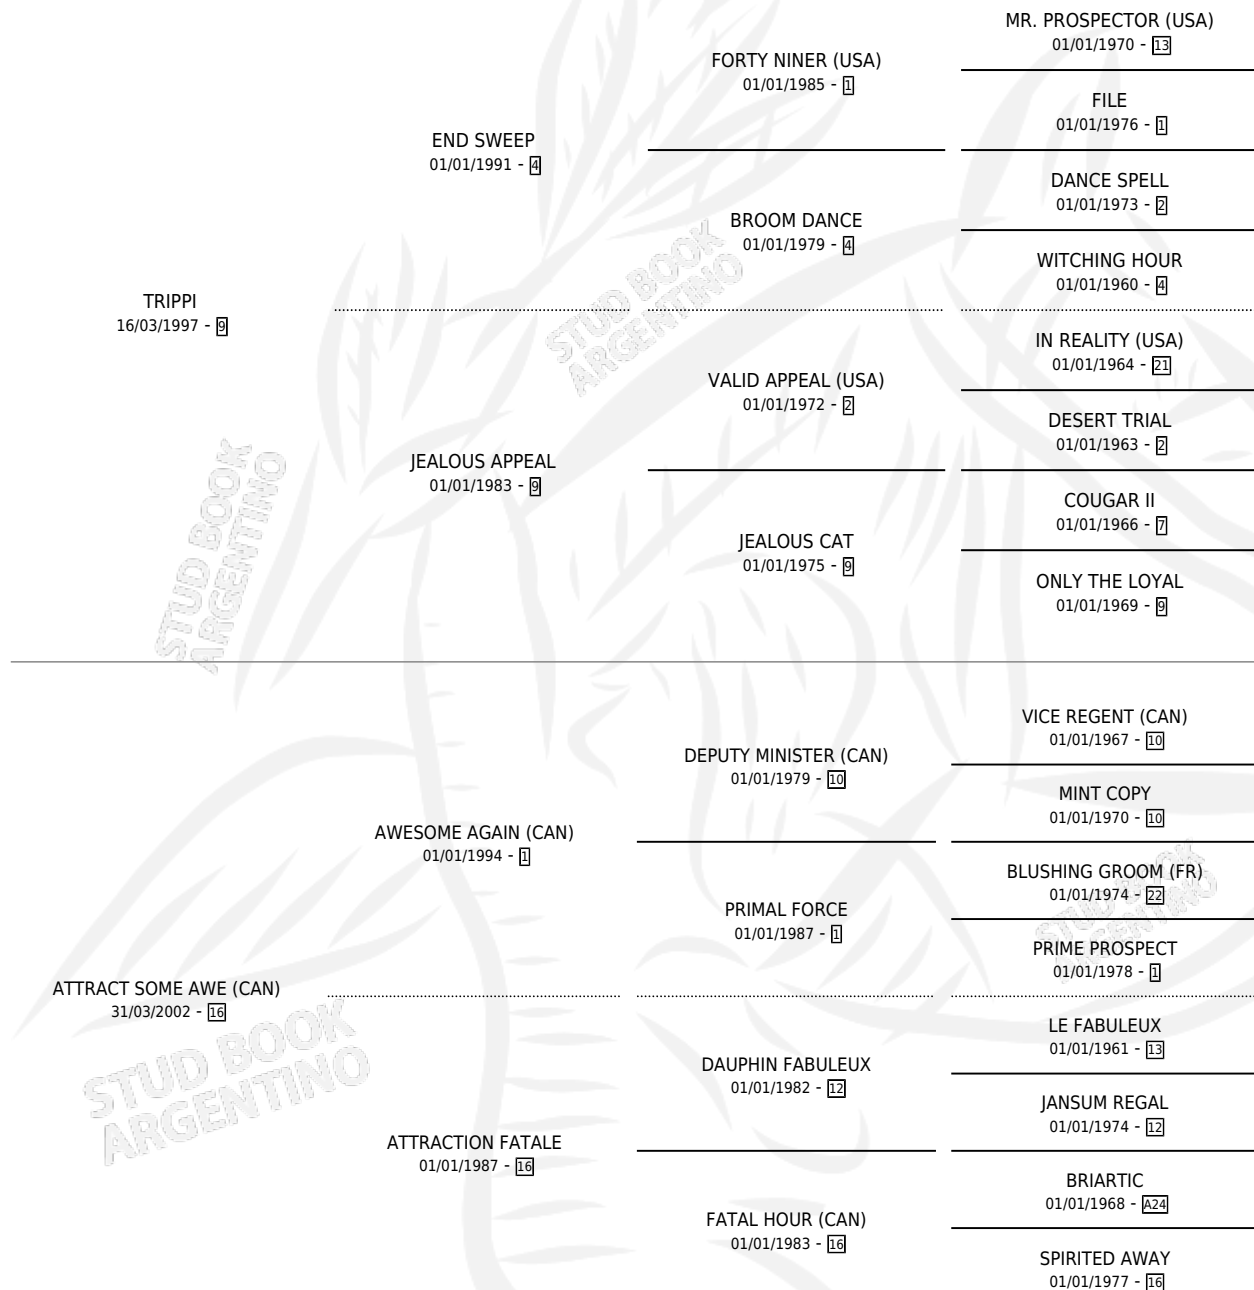 TRIPPI
16/03/1997 - 9
END SWEEP
01/01/1991 - 4
JEALOUS APPEAL
01/01/1983 - 9
FORTY NINER (USA)
01/01/1985 - 1
BROOM DANCE
01/01/1979 - 4
VALID APPEAL (USA)
01/01/1972 - 2
JEALOUS CAT
01/01/1975 - 9
MR. PROSPECTOR (USA)
01/01/1970 - 13
FILE
01/01/1976 - 1
DANCE SPELL
01/01/1973 - 2
WITCHING HOUR
01/01/1960 - 4
IN REALITY (USA)
01/01/1964 - 21
DESERT TRIAL
01/01/1963 - 2
COUGAR II
01/01/1966 - 7
ONLY THE LOYAL
01/01/1969 - 9
ATTRACT SOME AWE (CAN)
31/03/2002 - 16
AWESOME AGAIN (CAN)
01/01/1994 - 1
ATTRACTION FATALE
01/01/1987 - 16
DEPUTY MINISTER (CAN)
01/01/1979 - 10
PRIMAL FORCE
01/01/1987 - 1
DAUPHIN FABULEUX
01/01/1982 - 12
FATAL HOUR (CAN)
01/01/1983 - 16
VICE REGENT (CAN)
01/01/1967 - 10
MINT COPY
01/01/1970 - 10
BLUSHING GROOM (FR)
01/01/1974 - 22
PRIME PROSPECT
01/01/1978 - 1
LE FABULEUX
01/01/1961 - 13
JANSUM REGAL
01/01/1974 - 12
BRIARTIC
01/01/1968 - A24
SPIRITED AWAY
01/01/1977 - 16
STUD BOOK
ARGENTINO
STUD BOOK
ARGENTINO
STUD BOOK
ARGENTINO
STUD BOOK
ARGENTINO